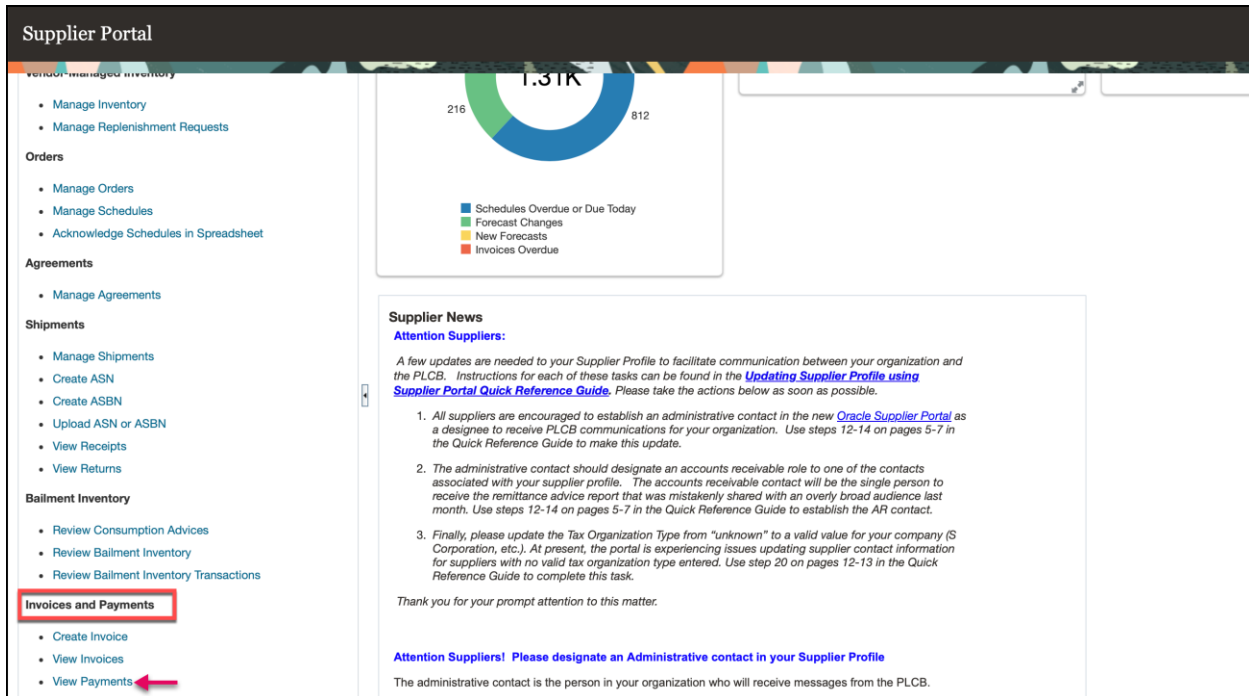 Supplier Portal
Vendor-Managed Inventory
Manage Inventory
Manage Replenishment Requests
Orders
Manage Orders
Manage Schedules
Acknowledge Schedules in Spreadsheet
Agreements
Manage Agreements
Shipments
Manage Shipments
Create ASN
Create ASBN
Upload ASN or ASBN
View Receipts
View Returns
Bailment Inventory
Review Consumption Advices
Review Bailment Inventory
Review Bailment Inventory Transactions
Invoices and Payments
Create Invoice
View Invoices
View Payments
1.31K
216
812
Schedules Overdue or Due Today
Forecast Changes
New Forecasts
Invoices Overdue
Supplier News
Attention Suppliers:
A few updates are needed to your Supplier Profile to facilitate communication between your organization and
the PLCB. Instructions for each of these tasks can be found in the Updating Supplier Profile using
Supplier Portal Quick Reference Guide. Please take the actions below as soon as possible.
1. All suppliers are encouraged to establish an administrative contact in the new Oracle Supplier Portal as
a designee to receive PLCB communications for your organization. Use steps 12-14 on pages 5-7 in
the Quick Reference Guide to make this update.
2. The administrative contact should designate an accounts receivable role to one of the contacts
associated with your supplier profile. The accounts receivable contact will be the single person to
receive the remittance advice report that was mistakenly shared with an overly broad audience last
month. Use steps 12-14 on pages 5-7 in the Quick Reference Guide to establish the AR contact.
3. Finally, please update the Tax Organization Type from “unknown” to a valid value for your company (S
Corporation, etc.). At present, the portal is experiencing issues updating supplier contact information
for suppliers with no valid tax organization type entered. Use step 20 on pages 12-13 in the Quick
Reference Guide to complete this task.
Thank you for your prompt attention to this matter.
Attention Suppliers! Please designate an Administrative contact in your Supplier Profile
The administrative contact is the person in your organization who will receive messages from the PLCB.